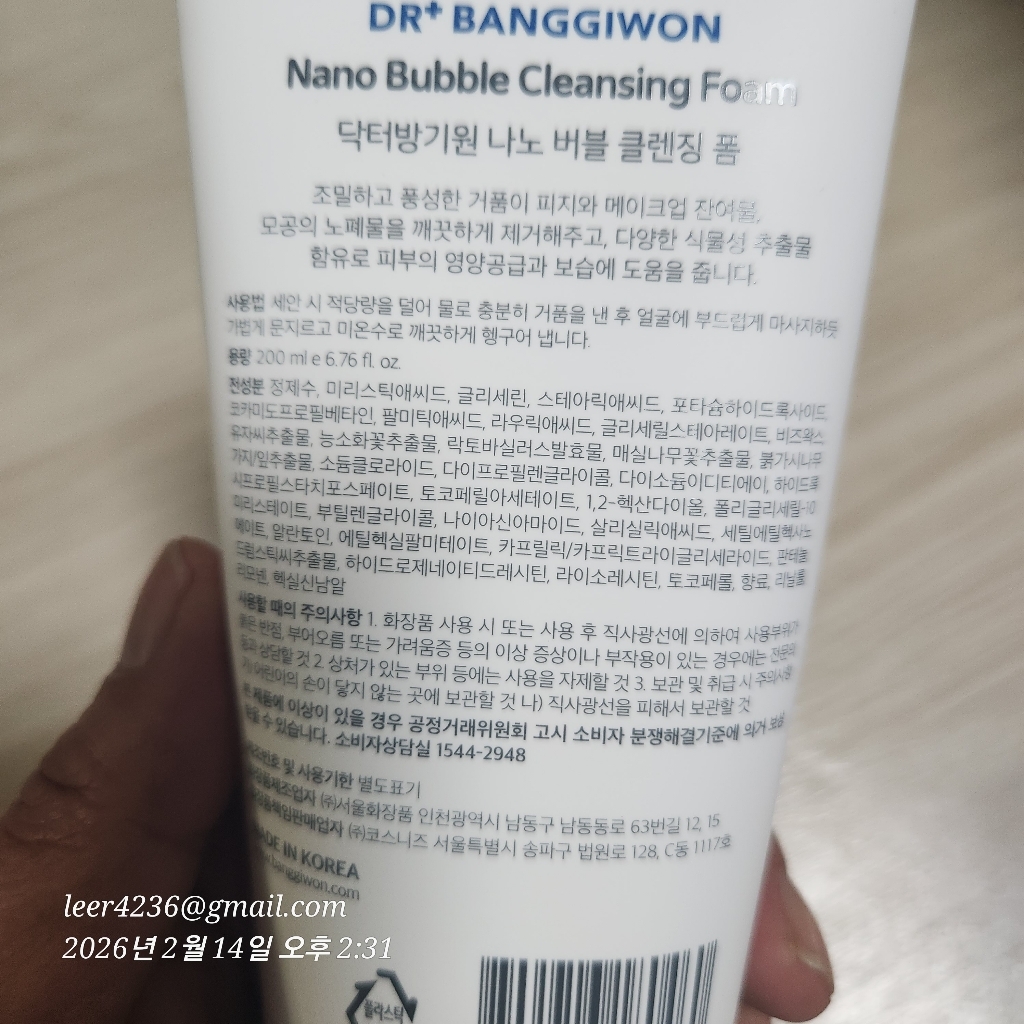 DR+ BANGGIWON
Nano Bubble Cleansing Foam
닥터방기원 나노 버블 클렌징 폼
조밀하고 풍성한 거품이 피지와 메이크업 잔여물,
모공의 노폐물을 깨끗하게 제거해주고, 다양한 식물성 추출물
함유로 피부의 영양공급과 보습에 도움을 줍니다.
사용법 세안 시 적당량을 덜어 물로 충분히 거품을 낸 후 얼굴에 부드럽게 마사지하듯
가볍게 문지르고 미온수로 깨끗하게 헹구어 냅니다.
용량 200 ml e 6.76 fl. oz.
전성분 정제수, 미리스틱애씨드, 글리세린, 스테아릭애씨드, 포타슘하이드록사이드,
코카미도프로필베타인, 팔미틱애씨드, 라우릭애씨드, 글리세릴스테아레이트, 비즈왁스,
유자씨추출물, 능소화꽃추출물, 락토바실러스발효물, 매실나무꽃추출물, 붉가시나무
가지/잎추출물, 소듐클로라이드, 다이프로필렌글라이콜, 다이소듐이디티에이, 하이드록
시프로필스타치포스페이트, 토코페릴아세테이트, 1,2-헥산다이올, 폴리글리세릴-10
미리스테이트, 부틸렌글라이콜, 나이아신아마이드, 살리실릭애씨드, 세틸에틸헥사노
에이트, 알란토인, 에틸헥실팔미테이트, 카프릴릭/카프릭트라이글리세라이드, 판테놀,
드럼스틱씨추출물, 하이드로제네이티드레시틴, 라이소레시틴, 토코페롤, 향료, 리날룰,
리모넨, 헥실신남알
사용할 때의 주의사항 1. 화장품 사용 시 또는 사용 후 직사광선에 의하여 사용부위가
붉은 반점, 부어오름 또는 가려움증 등의 이상 증상이나 부작용이 있는 경우에는 전문의
등과 상담할 것 2. 상처가 있는 부위 등에는 사용을 자제할 것 3. 보관 및 취급 시 주의사항
가) 어린이의 손이 닿지 않는 곳에 보관할 것 나) 직사광선을 피해서 보관할 것
본 제품에 이상이 있을 경우 공정거래위원회 고시 소비자 분쟁해결기준에 의거 보상
받을 수 있습니다. 소비자상담실 1544-2948
제조번호 및 사용기한 별도표기
화장품제조업자 ㈜서울화장품 인천광역시 남동구 남동동로 63번길 12, 15
화장품책임판매업자 ㈜코스니즈 서울특별시 송파구 법원로 128, C동 1117호
MADE IN KOREA
banggiwon.com
leer4236@gmail.com
2026년 2월 14일 오후 2:31
플라스틱